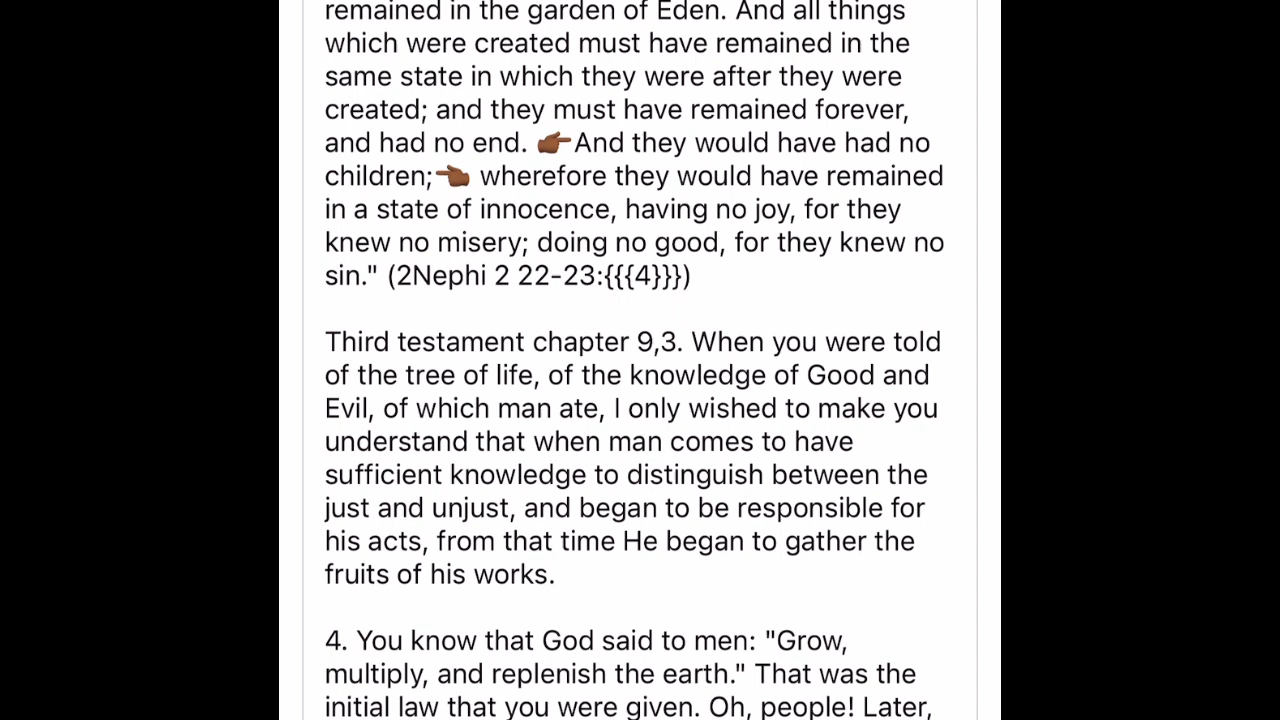 remained in the garden of Eden. And all things
which were created must have remained in the
same state in which they were after they were
created; and they must have remained forever,
and had no end. 👉🏾And they would have had no
children;👈🏾 wherefore they would have remained
in a state of innocence, having no joy, for they
knew no misery; doing no good, for they knew no
sin." (2Nephi 2 22-23:{{{4}}})
Third testament chapter 9,3. When you were told
of the tree of life, of the knowledge of Good and
Evil, of which man ate, I only wished to make you
understand that when man comes to have
sufficient knowledge to distinguish between the
just and unjust, and began to be responsible for
his acts, from that time He began to gather the
fruits of his works.
4. You know that God said to men: "Grow,
multiply, and replenish the earth." That was the
initial law that you were given. Oh, people! Later,